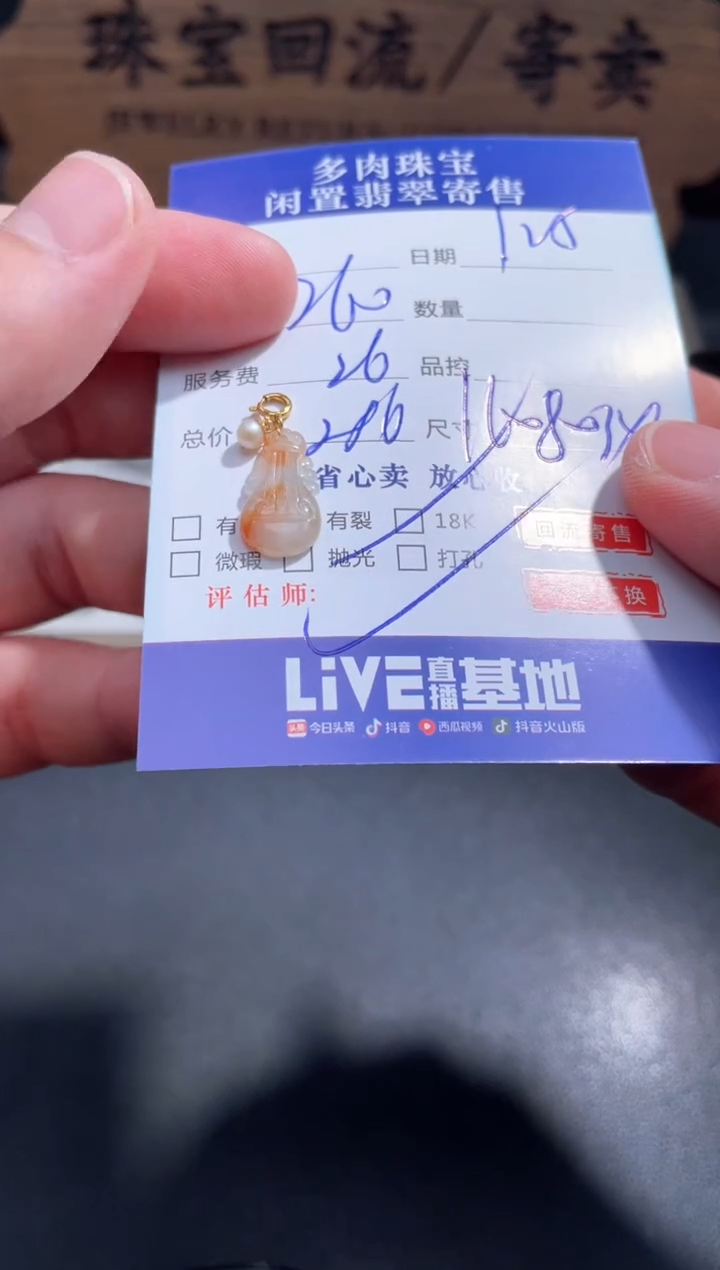 珠宝回流/寄卖
多肉珠宝
闲置翡翠寄售
日期 1 25
260 数量
服务费 26 品控
总价 286 尺寸
省心卖 放心收
有 有裂 18K 回流寄售
微瑕 抛光 打孔 换
评估师:
LiVE直播基地
头条 今日头条 抖音 西瓜视频 抖音火山版